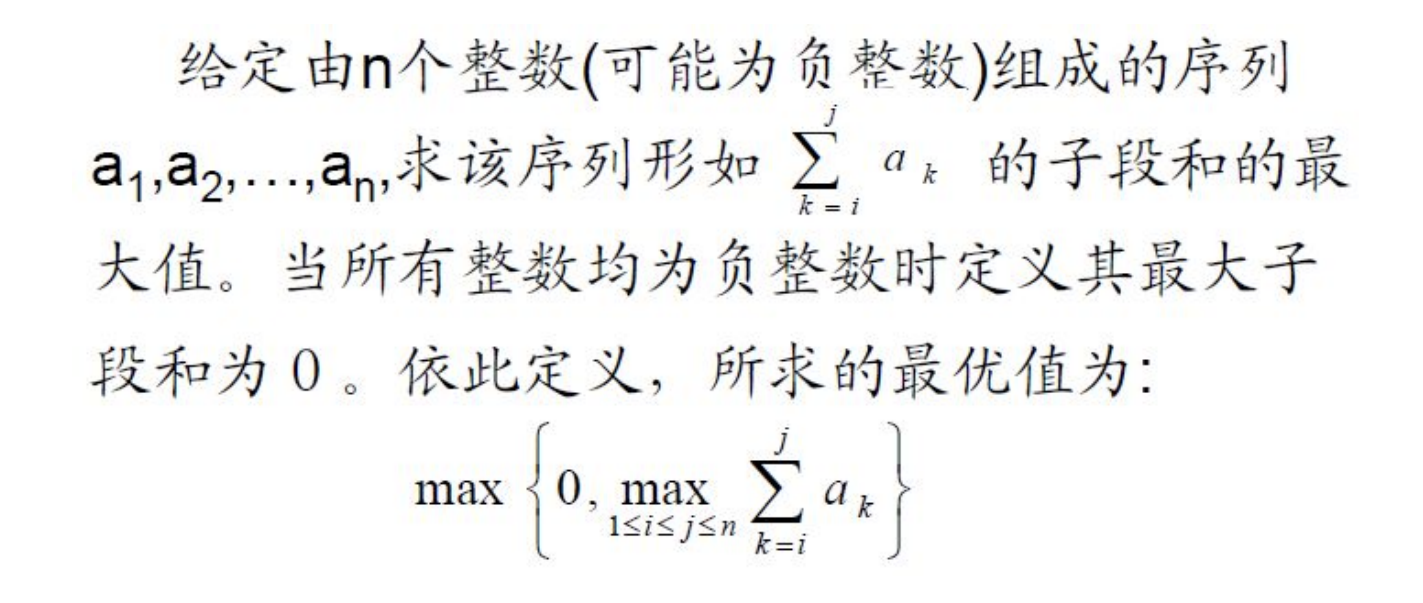 给定由n个整数(可能为负整数)组成的序列
a₁,a₂,…,aₙ,求该序列形如 $\sum_{k=i}^{j} a_k$ 的子段和的最
大值。当所有整数均为负整数时定义其最大子
段和为0。依此定义，所求的最优值为:
$\max \left\{ 0, \max_{1 \le i \le j \le n} \sum_{k=i}^{j} a_k \right\}$